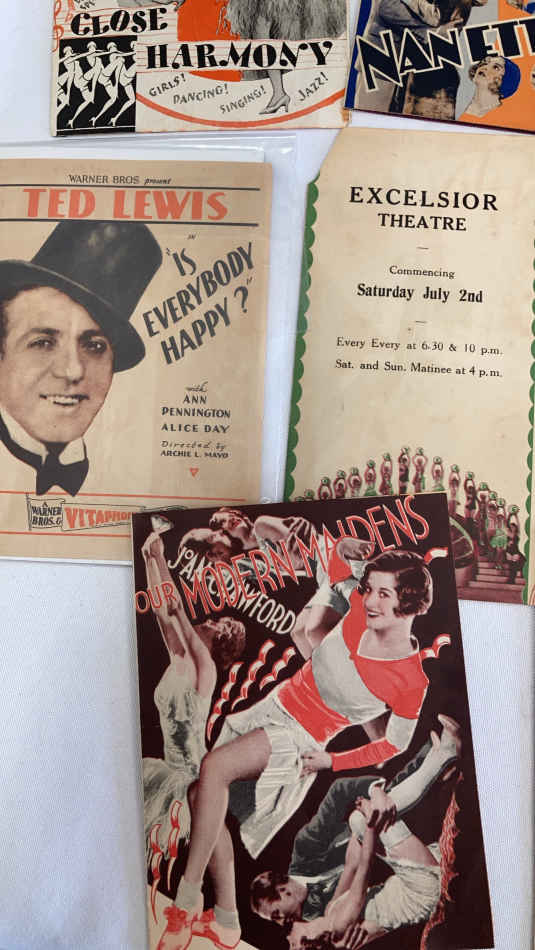 CLOSE
HARMONY
GIRLS!
DANCING!
SINGING!
JAZZ!
NANET
WARNER BROS present
TED LEWIS
in
"IS
EVERYBODY
HAPPY?"
with
ANN
PENNINGTON
ALICE DAY
Directed by
ARCHIE L. MAYO
A
WARNER
BROS. &
VITAPHO
EXCELSIOR
THEATRE
Commencing
Saturday July 2nd
Every Every at 6.30 & 10 p.m.
Sat. and Sun. Matinee at 4 p.m.
JOAN CRAWFORD
OUR MODERN MAIDENS